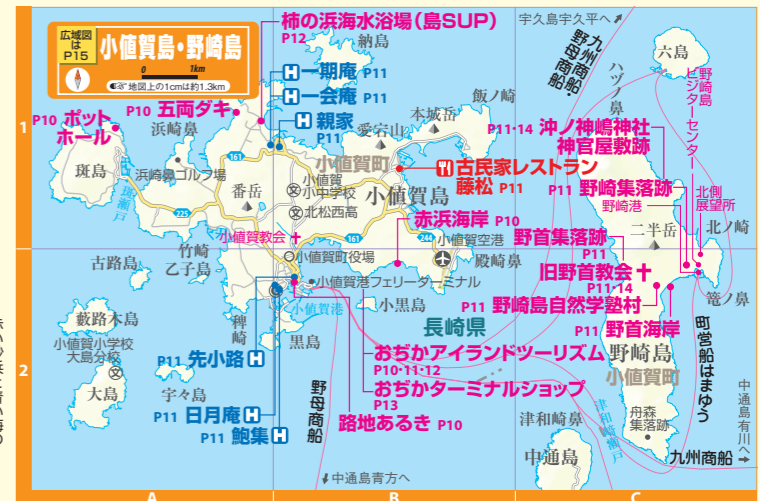 広域図
は
P15
小値賀島・野崎島
0 1km
地図上の1cmは約1.3km
柿の浜海水浴場(島SUP)
P12
納島
宇久島宇久平へ
九州商船・
野母商船
六島
ハヅノ鼻
野崎島
ビジターセンター
H 一期庵 P11
H 一会庵 P11
H 親家
P11
P10 五両ダキ
P10 ポット
ホール
浜崎鼻
斑島
斑瀬戸
浜崎鼻ゴルフ場
番岳
161
225
愛宕山
本城岳
飯ノ崎
小値賀町
古民家レストラン
藤松 P11
小値賀
小中学校
北松西高
小値賀島
小値賀教会
赤浜海岸 P10
161
244
小値賀空港
殿崎鼻
P11・14 沖ノ神嶋神社
神官屋敷跡
P11 野崎集落跡
野崎港
北側
展望所
二半岳
北ノ崎
野首集落跡
P11
旧野首教会
P11・14
竜ノ鼻
P11 野崎島自然学塾村
P11 野首海岸
野崎島
小値賀町
町営船はまゆう
中通島有川へ
九州商船
舟森
集落跡
津和崎瀬戸
津和崎鼻
中通島
竹崎
乙子島
古路島
小値賀町役場
小値賀港フェリーターミナル
小値賀港
小黒島
黒島
稗崎
藪路木島
小値賀小学校
大島分校
大島
宇々島
長崎県
P11 先小路 H
P11 日月庵 H
P11 鮑集 H
おぢかアイランドツーリズム
P10・11・12
おぢかターミナルショップ
P13
路地あるき P10
野母商船
中通島青方へ
1
2
A
B
C